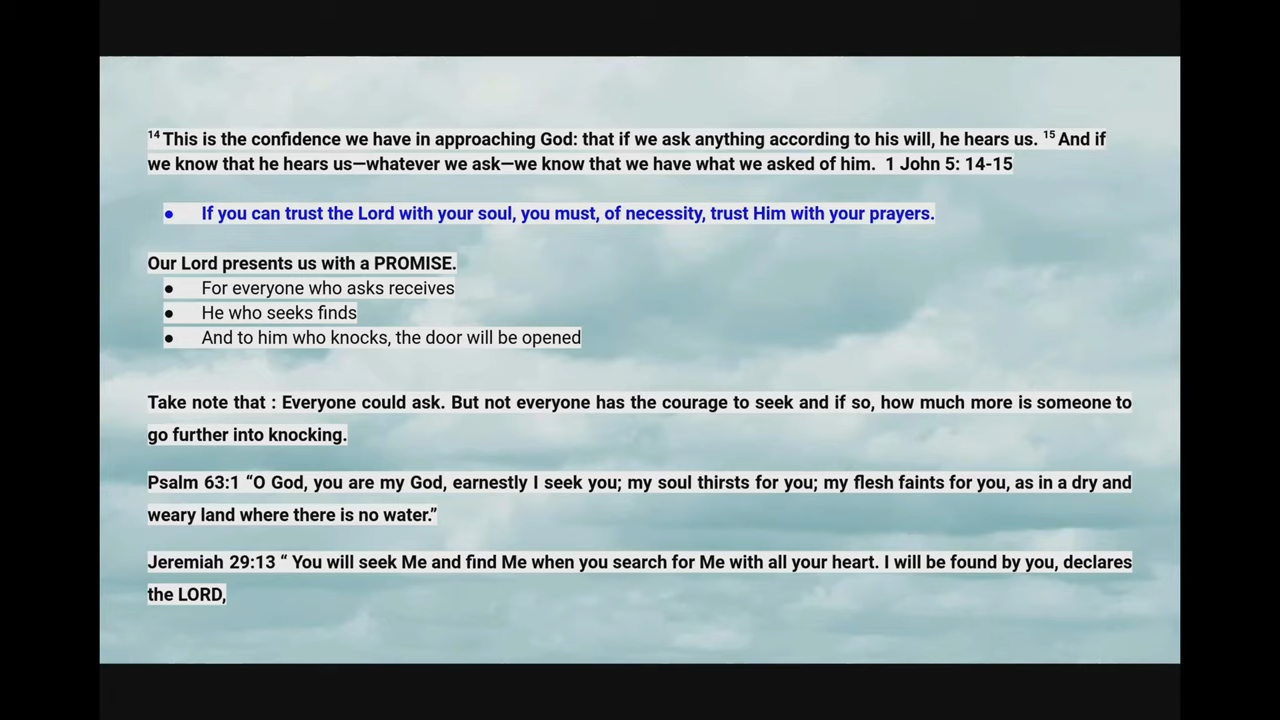 14 This is the confidence we have in approaching God: that if we ask anything according to his will, he hears us. 15 And if
we know that he hears us—whatever we ask—we know that we have what we asked of him.  1 John 5: 14-15
● If you can trust the Lord with your soul, you must, of necessity, trust Him with your prayers.
Our Lord presents us with a PROMISE.
● For everyone who asks receives
● He who seeks finds
● And to him who knocks, the door will be opened
Take note that : Everyone could ask. But not everyone has the courage to seek and if so, how much more is someone to
go further into knocking.
Psalm 63:1 “O God, you are my God, earnestly I seek you; my soul thirsts for you; my flesh faints for you, as in a dry and
weary land where there is no water.”
Jeremiah 29:13 “ You will seek Me and find Me when you search for Me with all your heart. I will be found by you, declares
the LORD,